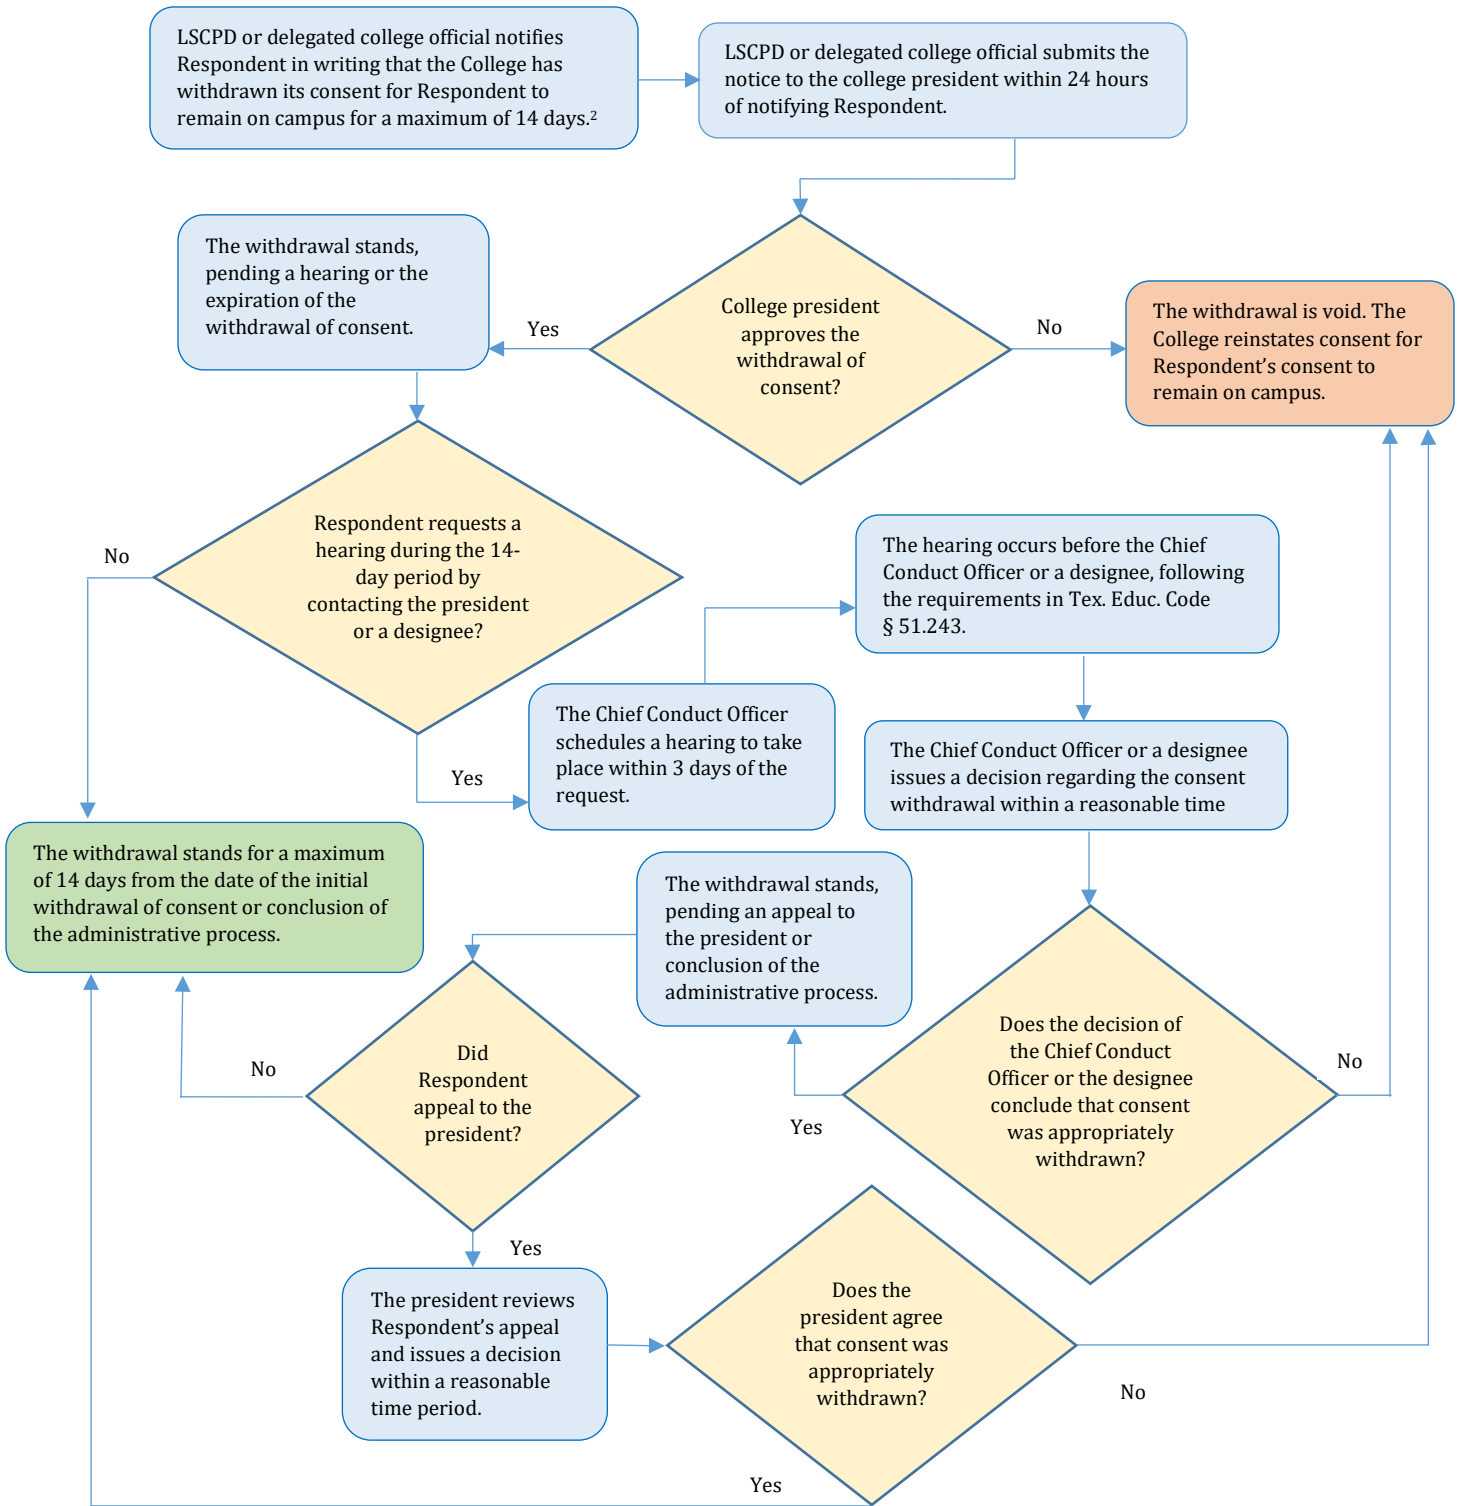 LSCPD or delegated college official notifies
Respondent in writing that the College has
withdrawn its consent for Respondent to
remain on campus for a maximum of 14 days.²
LSCPD or delegated college official submits the
notice to the college president within 24 hours
of notifying Respondent.
The withdrawal stands,
pending a hearing or the
expiration of the
withdrawal of consent.
Yes
College president
approves the
withdrawal of
consent?
No
The withdrawal is void. The
College reinstates consent for
Respondent’s consent to
remain on campus.
No
Respondent requests a
hearing during the 14-
day period by
contacting the president
or a designee?
Yes
The Chief Conduct Officer
schedules a hearing to take
place within 3 days of the
request.
The hearing occurs before the Chief
Conduct Officer or a designee, following
the requirements in Tex. Educ. Code
§ 51.243.
The Chief Conduct Officer or a designee
issues a decision regarding the consent
withdrawal within a reasonable time
The withdrawal stands for a maximum
of 14 days from the date of the initial
withdrawal of consent or conclusion of
the administrative process.
The withdrawal stands,
pending an appeal to
the president or
conclusion of the
administrative process.
Does the decision of
the Chief Conduct
Officer or the designee
conclude that consent
was appropriately
withdrawn?
No
Yes
Did
Respondent
appeal to the
president?
No
Yes
The president reviews
Respondent’s appeal
and issues a decision
within a reasonable
time period.
Does the
president agree
that consent was
appropriately
withdrawn?
No
Yes